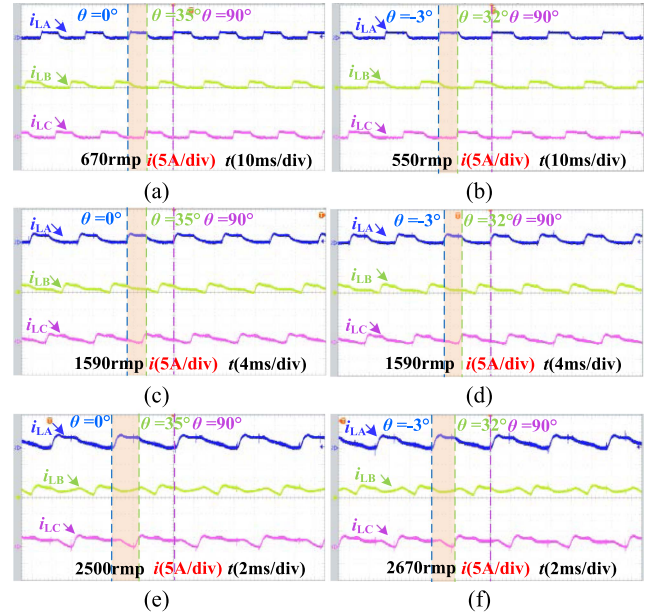 θ=0° θ=35° θ=90°
iLA
iLB
iLC
670rmp i(5A/div) t(10ms/div)
(a)
θ=-3° θ=32° θ=90°
iLA
iLB
iLC
550rmp i(5A/div) t(10ms/div)
(b)
θ=0° θ=35° θ=90°
iLA
iLB
iLC
1590rmp i(5A/div) t(4ms/div)
(c)
θ=-3° θ=32° θ=90°
iLA
iLB
iLC
1590rmp i(5A/div) t(4ms/div)
(d)
θ=0° θ=35° θ=90°
iLA
iLB
iLC
2500rmp i(5A/div) t(2ms/div)
(e)
θ=-3° θ=32° θ=90°
iLA
iLB
iLC
2670rmp i(5A/div) t(2ms/div)
(f)